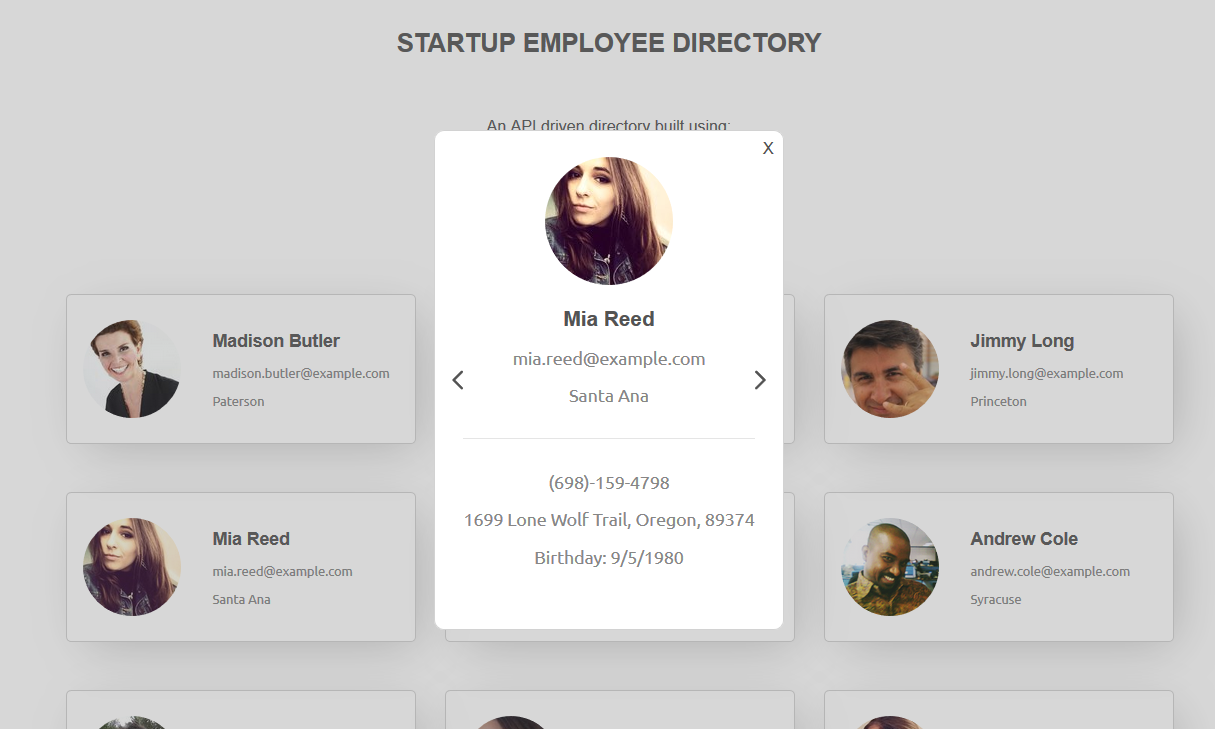 STARTUP EMPLOYEE DIRECTORY
An API driven directory built using:
X
Mia Reed
mia.reed@example.com
Santa Ana
(698)-159-4798
1699 Lone Wolf Trail, Oregon, 89374
Birthday: 9/5/1980
Madison Butler
madison.butler@example.com
Paterson
Jimmy Long
jimmy.long@example.com
Princeton
Mia Reed
mia.reed@example.com
Santa Ana
Andrew Cole
andrew.cole@example.com
Syracuse